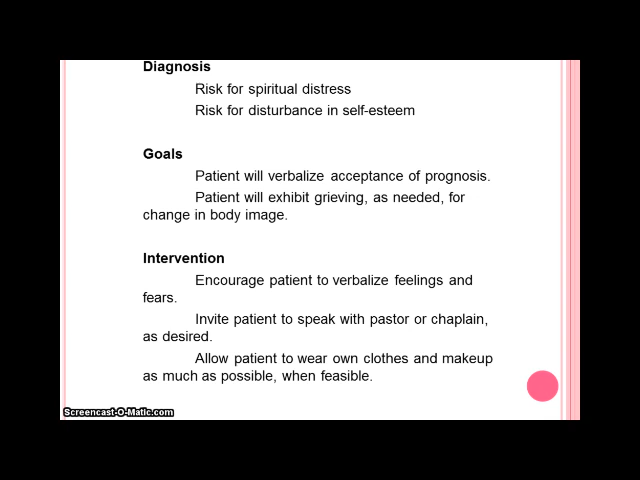 Diagnosis
Risk for spiritual distress
Risk for disturbance in self-esteem
Goals
Patient will verbalize acceptance of prognosis.
Patient will exhibit grieving, as needed, for
change in body image.
Intervention
Encourage patient to verbalize feelings and
fears.
Invite patient to speak with pastor or chaplain,
as desired.
Allow patient to wear own clothes and makeup
as much as possible, when feasible.
Screencast-O-Matic.com